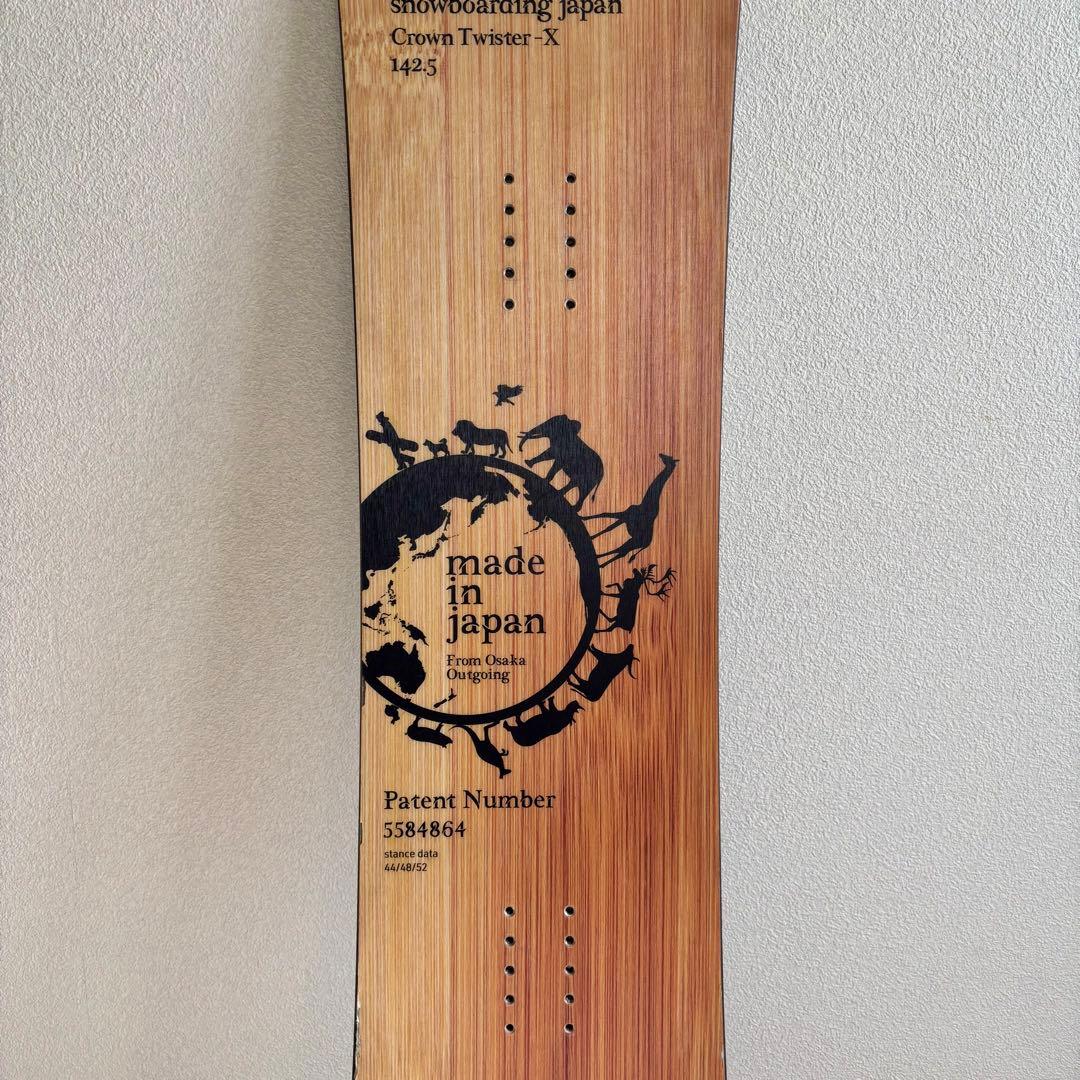 snowboarding japan
Crown Twister-X
142.5
made
in
japan
From Osaka
Outgoing
Patent Number
5584864
stance data
44/48/52